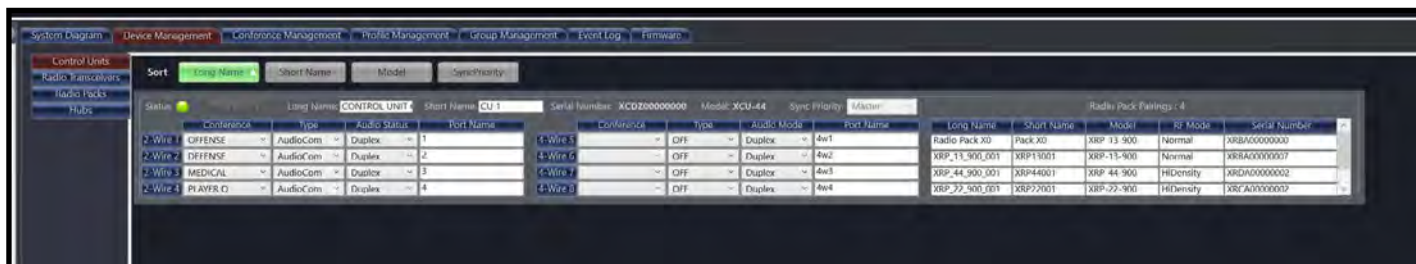 System Diagram Device Management Conference Management Profile Management Group Management Event Log Firmware
Control Units
Radio Transceivers
Radio Packs
Hubs
Sort Long Name Short Name Model SyncPriority
Status Long Name: CONTROL UNIT Short Name: CU 1 Serial Number: XCDZ00000000 Model: XCU-44 Sync Priority: Master Radio Pack Pairings : 4
Conference Type Audio Status Port Name Conference Type Audio Mode Port Name Long Name Short Name Model RF Mode Serial Number
2-Wire 1 OFFENSE AudioCom Duplex 1 4-Wire 5 OFF Duplex 4w1 Radio Pack X0 Pack X0 XRP-13-900 Normal XRBA00000000
2-Wire 2 DEFENSE AudioCom Duplex 2 4-Wire 6 OFF Duplex 4w2 XRP_13_900_001 XRP13001 XRP-13-900 Normal XRBA00000007
2-Wire 3 MEDICAL AudioCom Duplex 3 4-Wire 7 OFF Duplex 4w3 XRP_44_900_001 XRP44001 XRP-44-900 HiDensity XRDA00000002
2-Wire 4 PLAYER Q AudioCom Duplex 4 4-Wire 8 OFF Duplex 4w4 XRP_22_900_001 XRP22001 XRP-22-900 HiDensity XRCA00000002